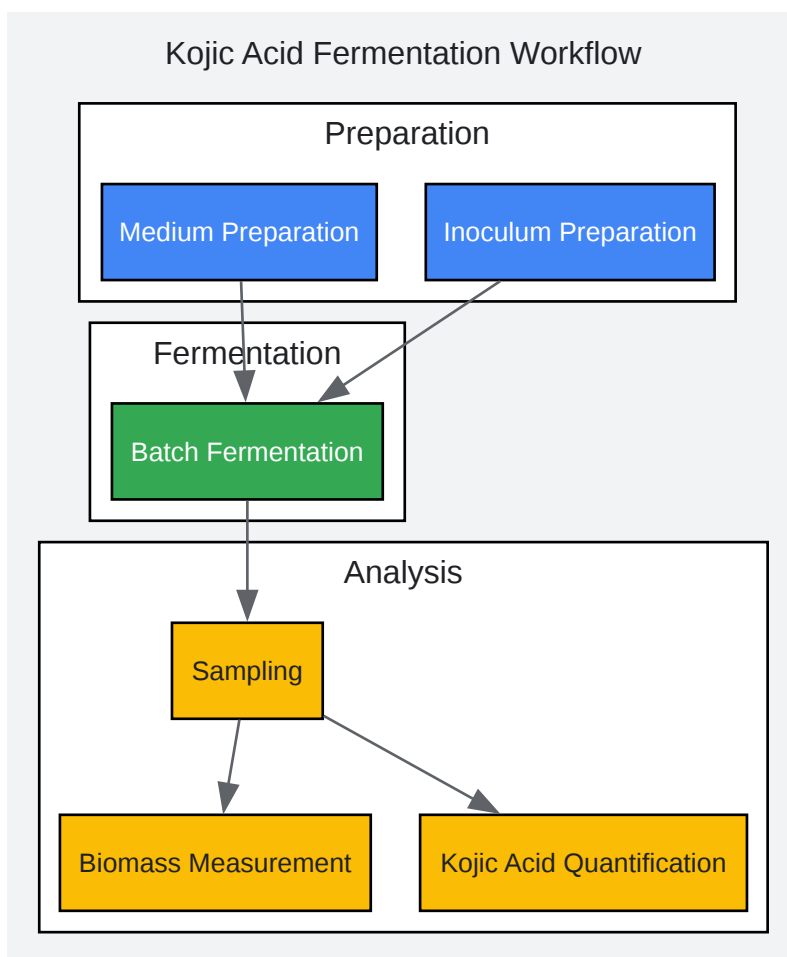 Kojic Acid Fermentation Workflow
Preparation
Medium Preparation
Inoculum Preparation
Fermentation
Batch Fermentation
Analysis
Sampling
Biomass Measurement
Kojic Acid Quantification